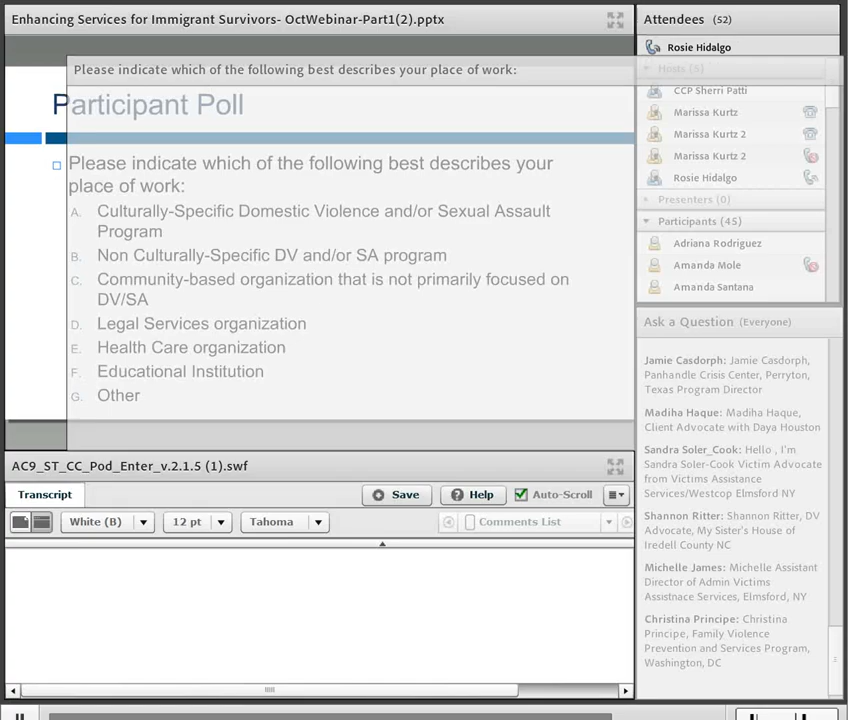 Enhancing Services for Immigrant Survivors- OctWebinar-Part1(2).pptx
Please indicate which of the following best describes your place of work:
Participant Poll
Please indicate which of the following best describes your
place of work:
A. Culturally-Specific Domestic Violence and/or Sexual Assault
Program
B. Non Culturally-Specific DV and/or SA program
C. Community-based organization that is not primarily focused on
DV/SA
D. Legal Services organization
E. Health Care organization
F. Educational Institution
G. Other
AC9_ST_CC_Pod_Enter_v.2.1.5 (1).swf
Transcript
Save
Help
Auto-Scroll
White (B)
12 pt
Tahoma
Comments List
Attendees (52)
Rosie Hidalgo
Hosts (5)
CCP Sherri Patti
Marissa Kurtz
Marissa Kurtz 2
Marissa Kurtz 2
Rosie Hidalgo
Presenters (0)
Participants (45)
Adriana Rodriguez
Amanda Mole
Amanda Santana
Ask a Question (Everyone)
Jamie Casdorph: Jamie Casdorph,
Panhandle Crisis Center, Perryton,
Texas Program Director
Madiha Haque: Madiha Haque,
Client Advocate with Daya Houston
Sandra Soler_Cook: Hello , I'm
Sandra Soler-Cook Victim Advocate
from Victims Assistance
Services/Westcop Elmsford NY
Shannon Ritter: Shannon Ritter, DV
Advocate, My Sister's House of
Iredell County NC
Michelle James: Michelle Assistant
Director of Admin Victims
Assistnace Services, Elmsford, NY
Christina Principe: Christina
Principe, Family Violence
Prevention and Services Program,
Washington, DC